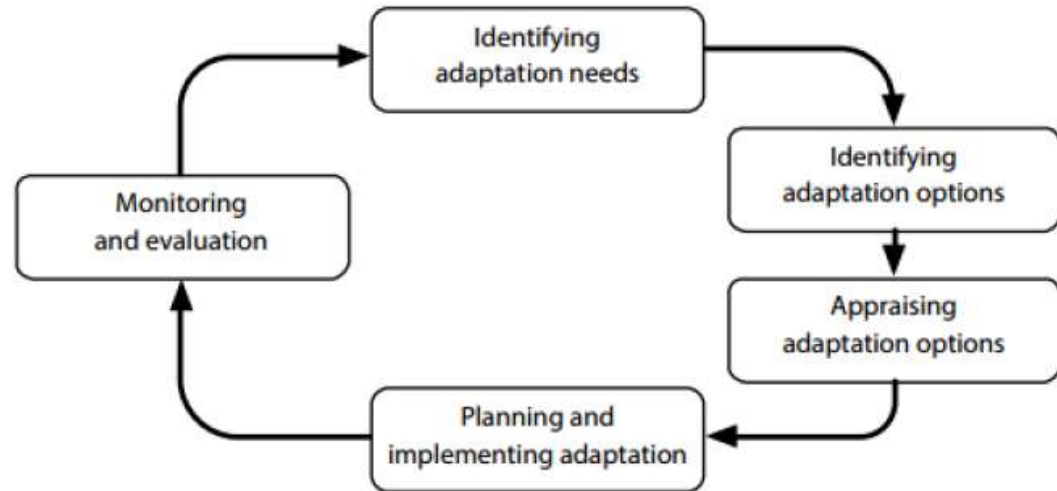 Identifying
adaptation needs
Identifying
adaptation options
Appraising
adaptation options
Planning and
implementing adaptation
Monitoring
and evaluation